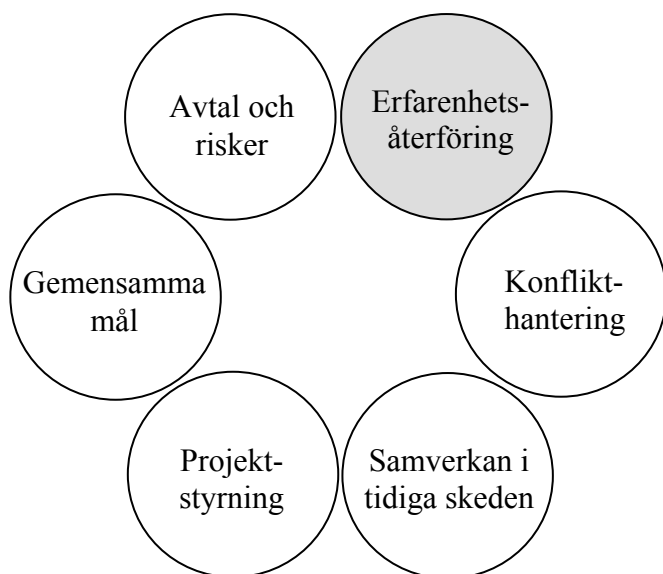 Avtal och
risker
Erfarenhets-
återföring
Gemensamma
mål
Konflikt-
hantering
Projekt-
styrning
Samverkan i
tidiga skeden